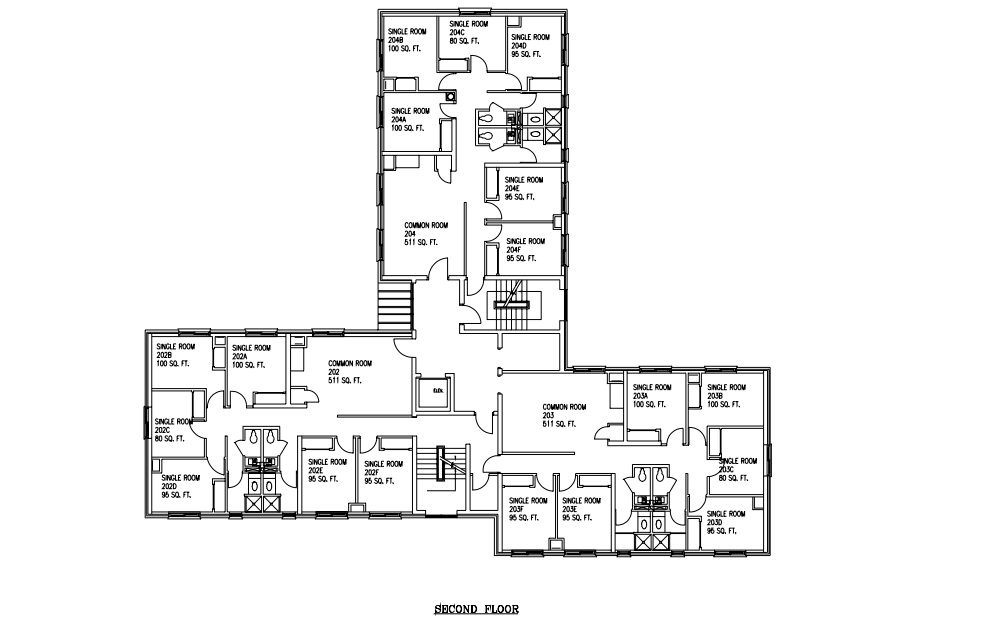 SINGLE ROOM
204B
100 SQ. FT.
SINGLE ROOM
204C
80 SQ. FT.
SINGLE ROOM
204D
95 SQ. FT.
SINGLE ROOM
204A
100 SQ. FT.
SINGLE ROOM
204E
95 SQ. FT.
COMMON ROOM
204
511 SQ. FT.
SINGLE ROOM
204F
95 SQ. FT.
SINGLE ROOM
202B
100 SQ. FT.
SINGLE ROOM
202A
100 SQ. FT.
COMMON ROOM
202
511 SQ. FT.
ELEV.
SINGLE ROOM
202C
80 SQ. FT.
SINGLE ROOM
202D
95 SQ. FT.
SINGLE ROOM
202E
95 SQ. FT.
SINGLE ROOM
202F
95 SQ. FT.
COMMON ROOM
203
511 SQ. FT.
SINGLE ROOM
203A
100 SQ. FT.
SINGLE ROOM
203B
100 SQ. FT.
SINGLE ROOM
203C
80 SQ. FT.
SINGLE ROOM
203F
95 SQ. FT.
SINGLE ROOM
203E
95 SQ. FT.
SINGLE ROOM
203D
95 SQ. FT.
SECOND FLOOR